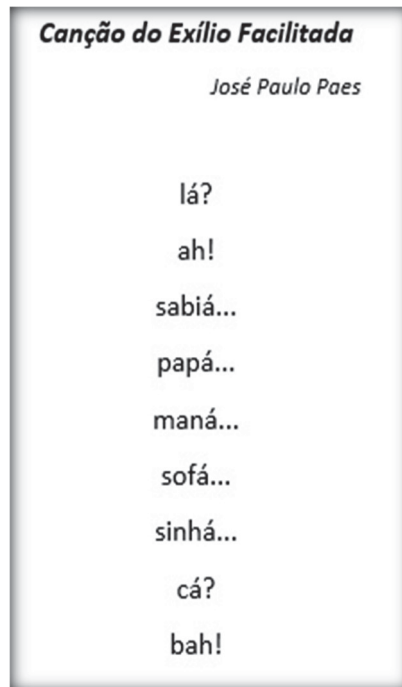 Canção do Exílio Facilitada
José Paulo Paes
lá?
ah!
sabiá...
papá...
maná...
sofá...
sinhá...
cá?
bah!